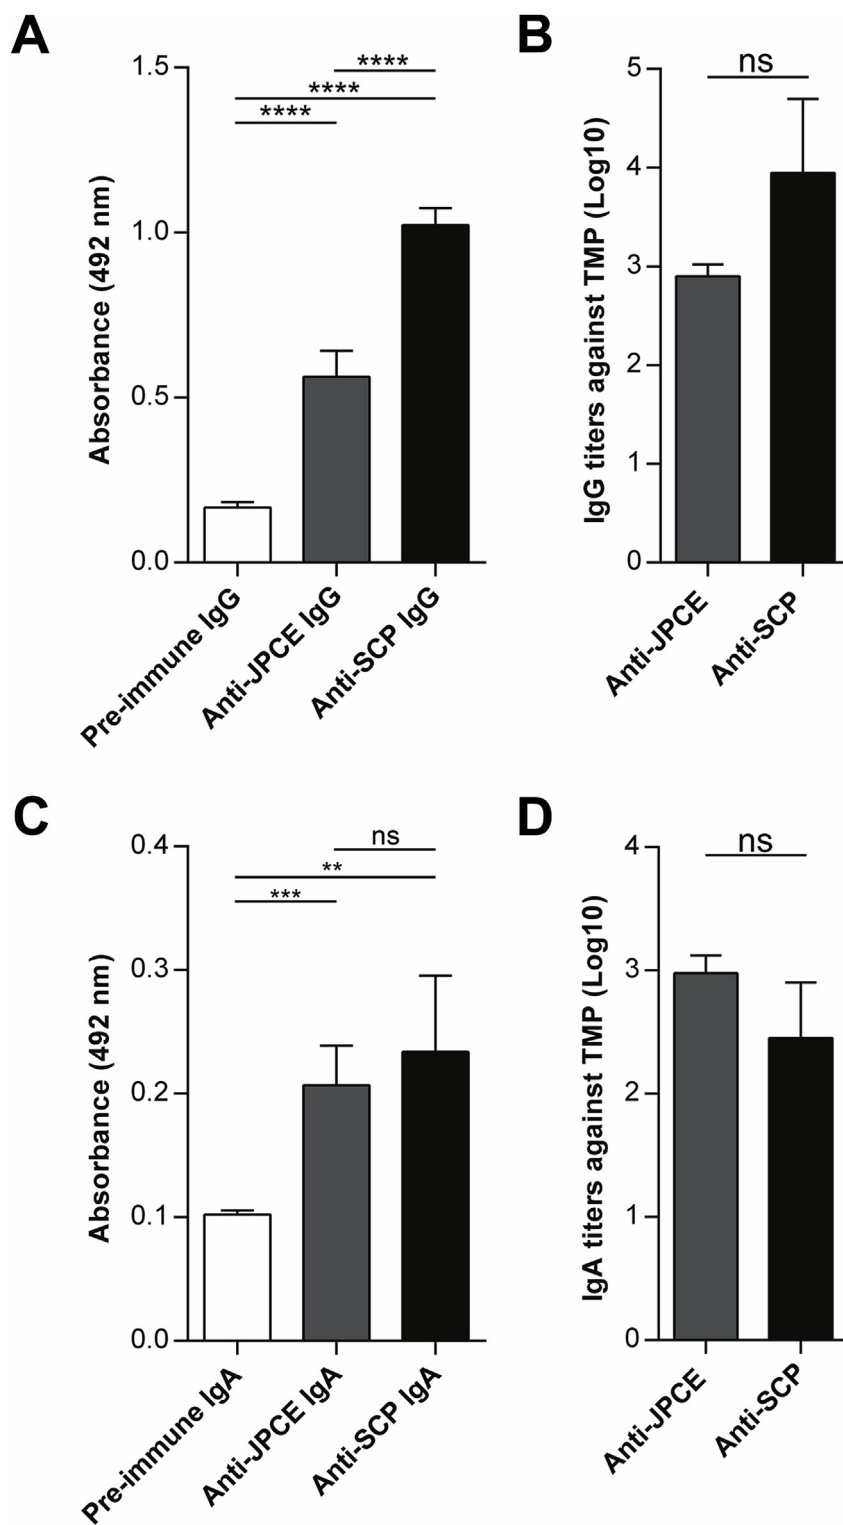 A
Absorbance (492 nm)
1.5
1.0
0.5
0.0
****
****
****
Pre-immune IgG
Anti-JPCE IgG
Anti-SCP IgG
B
IgG titers against TMP (Log10)
5
4
3
2
1
0
ns
Anti-JPCE
Anti-SCP
C
Absorbance (492 nm)
0.4
0.3
0.2
0.1
0.0
ns
**
***
Pre-immune IgA
Anti-JPCE IgA
Anti-SCP IgA
D
IgA titers against TMP (Log10)
4
3
2
1
0
ns
Anti-JPCE
Anti-SCP